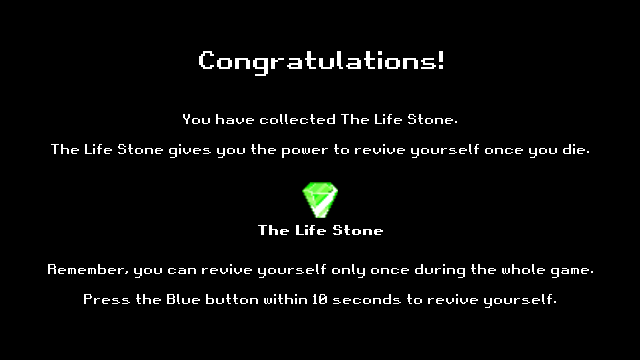 Congratulations!
You have collected The Life Stone.
The Life Stone gives you the power to revive yourself once you die.
The Life Stone
Remember, you can revive yourself only once during the whole game.
Press the Blue button within 10 seconds to revive yourself.